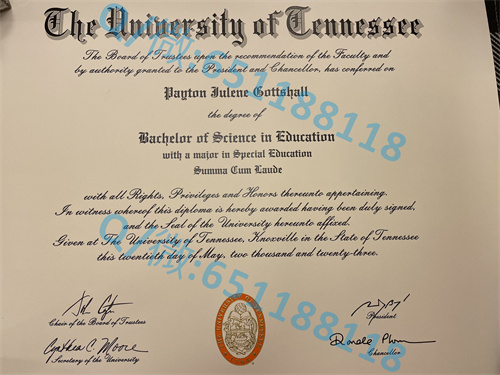 The University of Tennessee
The Board of Trustees upon the recommendation of the Faculty and
by authority granted to the President and Chancellor, has conferred on
Payton Julene Gottshall
the degree of
Bachelor of Science in Education
with a major in Special Education
Summa Cum Laude
with all Rights, Privileges and Honors thereunto appertaining.
In witness whereof this diploma is hereby awarded having been duly signed,
and the Seal of the University hereunto affixed.
Given at The University of Tennessee, Knoxville in the State of Tennessee
this twentieth day of May, two thousand and twenty-three.
Chair of the Board of Trustees
President
Cynthia C. Moore
Secretary of the University
Chancellor
Q/微:651188118
Q/微:651188118